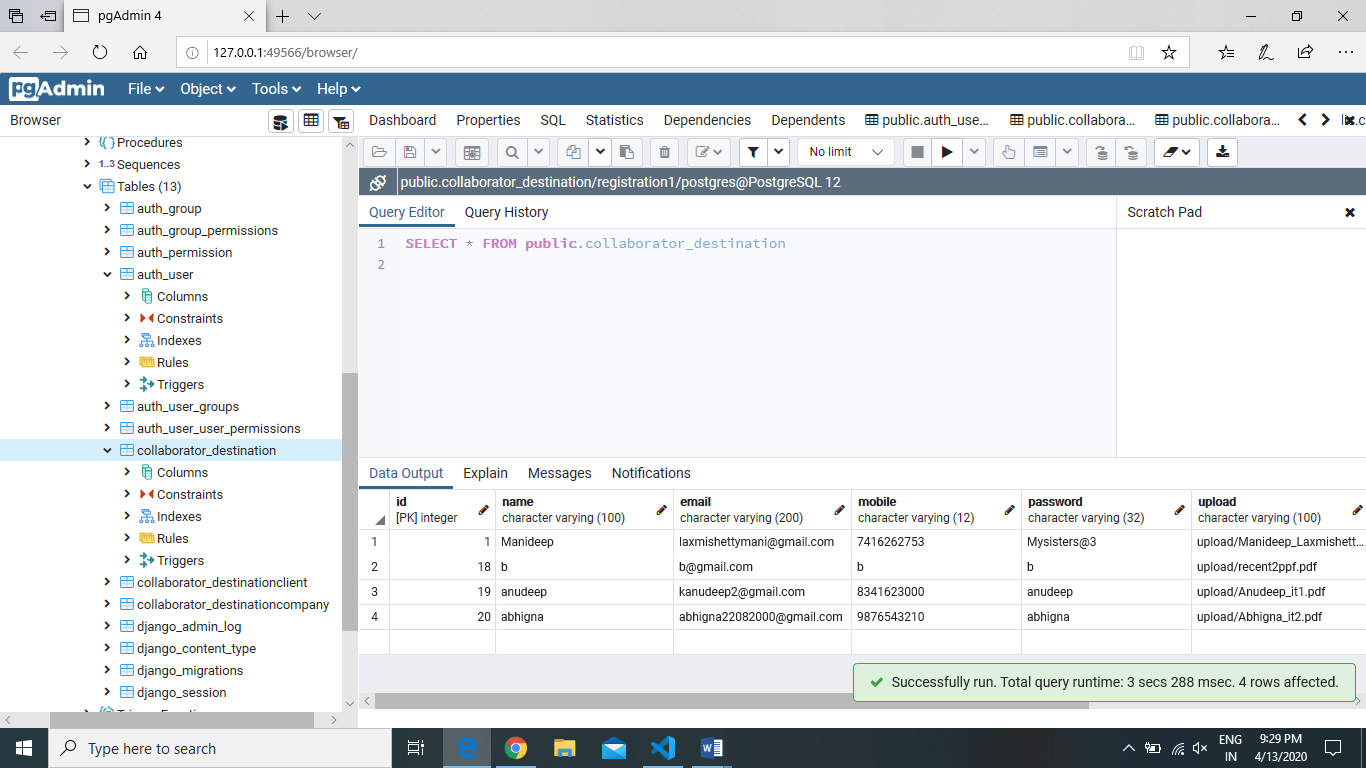 pgAdmin 4
127.0.0.1:49566/browser/
pgAdmin File Object Tools Help
Browser
Dashboard Properties SQL Statistics Dependencies Dependents public.auth_use... public.collabora... public.collabora...
Procedures
1..3 Sequences
Tables (13)
auth_group
auth_group_permissions
auth_permission
auth_user
Columns
Constraints
Indexes
Rules
Triggers
auth_user_groups
auth_user_user_permissions
collaborator_destination
Columns
Constraints
Indexes
Rules
Triggers
collaborator_destinationclient
collaborator_destinationcompany
django_admin_log
django_content_type
django_migrations
django_session
No limit
public.collaborator_destination/registration1/postgres@PostgreSQL 12
Query Editor Query History
Scratch Pad
1 SELECT * FROM public.collaborator_destination
2
Data Output Explain Messages Notifications
id name email mobile password upload
[PK] integer character varying (100) character varying (200) character varying (12) character varying (32) character varying (100)
1 1 Manideep laxmishettymani@gmail.com 7416262753 Mysisters@3 upload/Manideep_Laxmishett...
2 18 b b@gmail.com b b upload/recent2ppf.pdf
3 19 anudeep kanudeep2@gmail.com 8341623000 anudeep upload/Anudeep_it1.pdf
4 20 abhigna abhigna22082000@gmail.com 9876543210 abhigna upload/Abhigna_it2.pdf
Successfully run. Total query runtime: 3 secs 288 msec. 4 rows affected.
Type here to search
ENG
IN
9:29 PM
4/13/2020